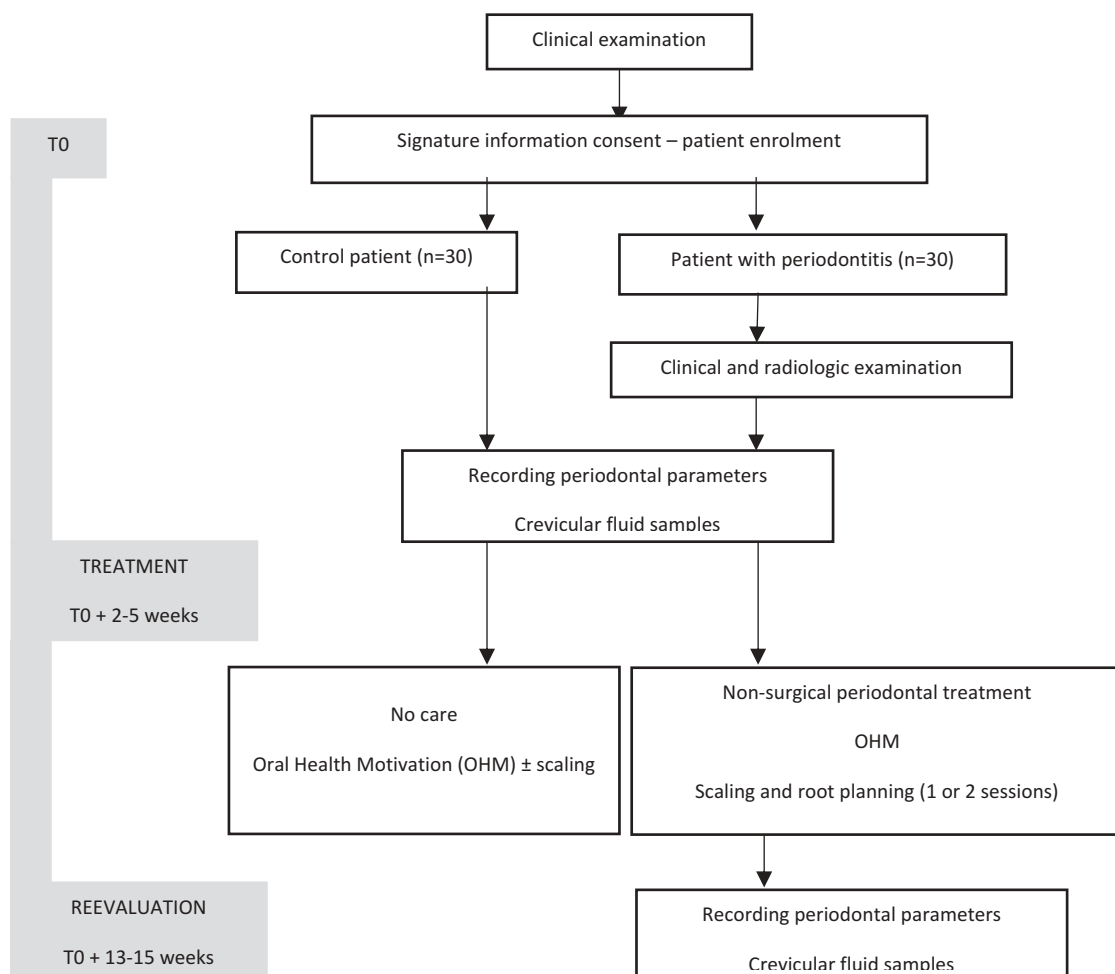 Clinical examination
T0
Signature information consent – patient enrolment
Control patient (n=30)
Patient with periodontitis (n=30)
Clinical and radiologic examination
Recording periodontal parameters
Crevicular fluid samples
TREATMENT
T0 + 2-5 weeks
No care
Oral Health Motivation (OHM) ± scaling
Non-surgical periodontal treatment
OHM
Scaling and root planning (1 or 2 sessions)
REEVALUATION
T0 + 13-15 weeks
Recording periodontal parameters
Crevicular fluid samples